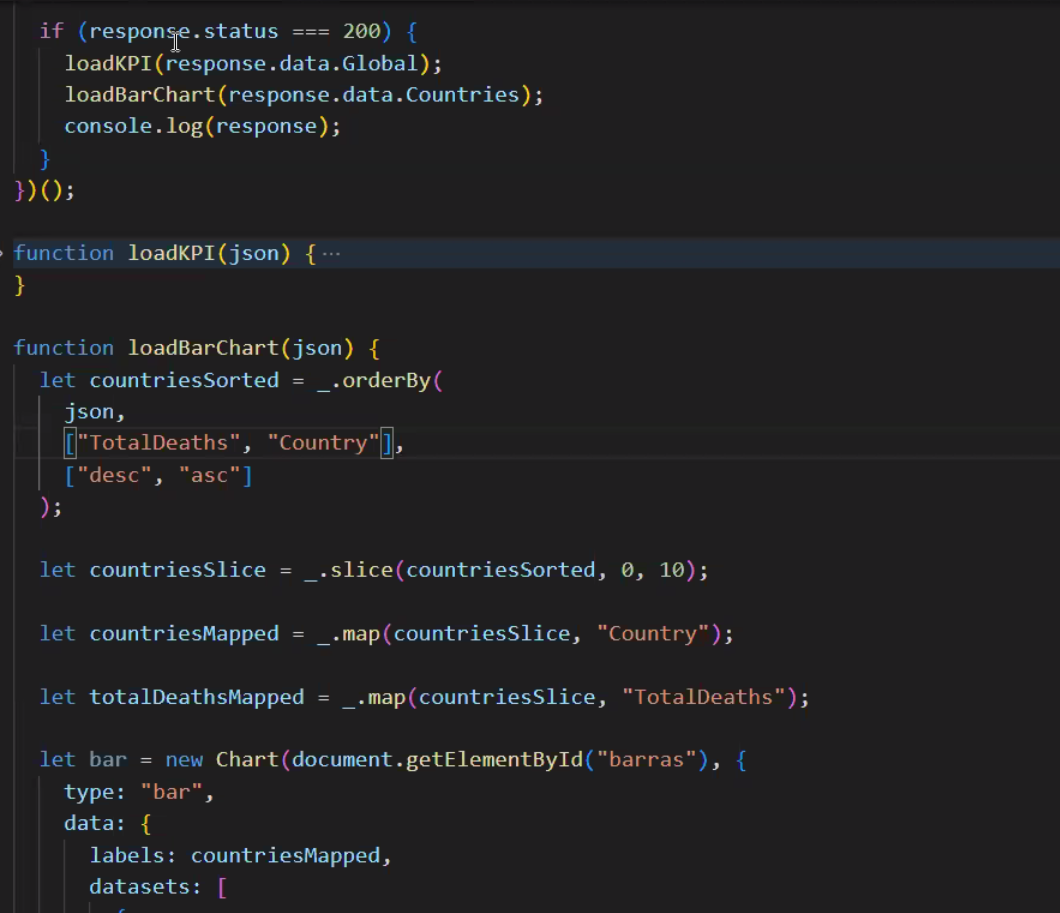 if (response.status === 200) {
loadKPI(response.data.Global);
loadBarChart(response.data.Countries);
console.log(response);
}
})();
function loadKPI(json) {···
}
function loadBarChart(json) {
let countriesSorted = _.orderBy(
json,
["TotalDeaths", "Country"],
["desc", "asc"]
);
let countriesSlice = _.slice(countriesSorted, 0, 10);
let countriesMapped = _.map(countriesSlice, "Country");
let totalDeathsMapped = _.map(countriesSlice, "TotalDeaths");
let bar = new Chart(document.getElementById("barras"), {
type: "bar",
data: {
labels: countriesMapped,
datasets: [